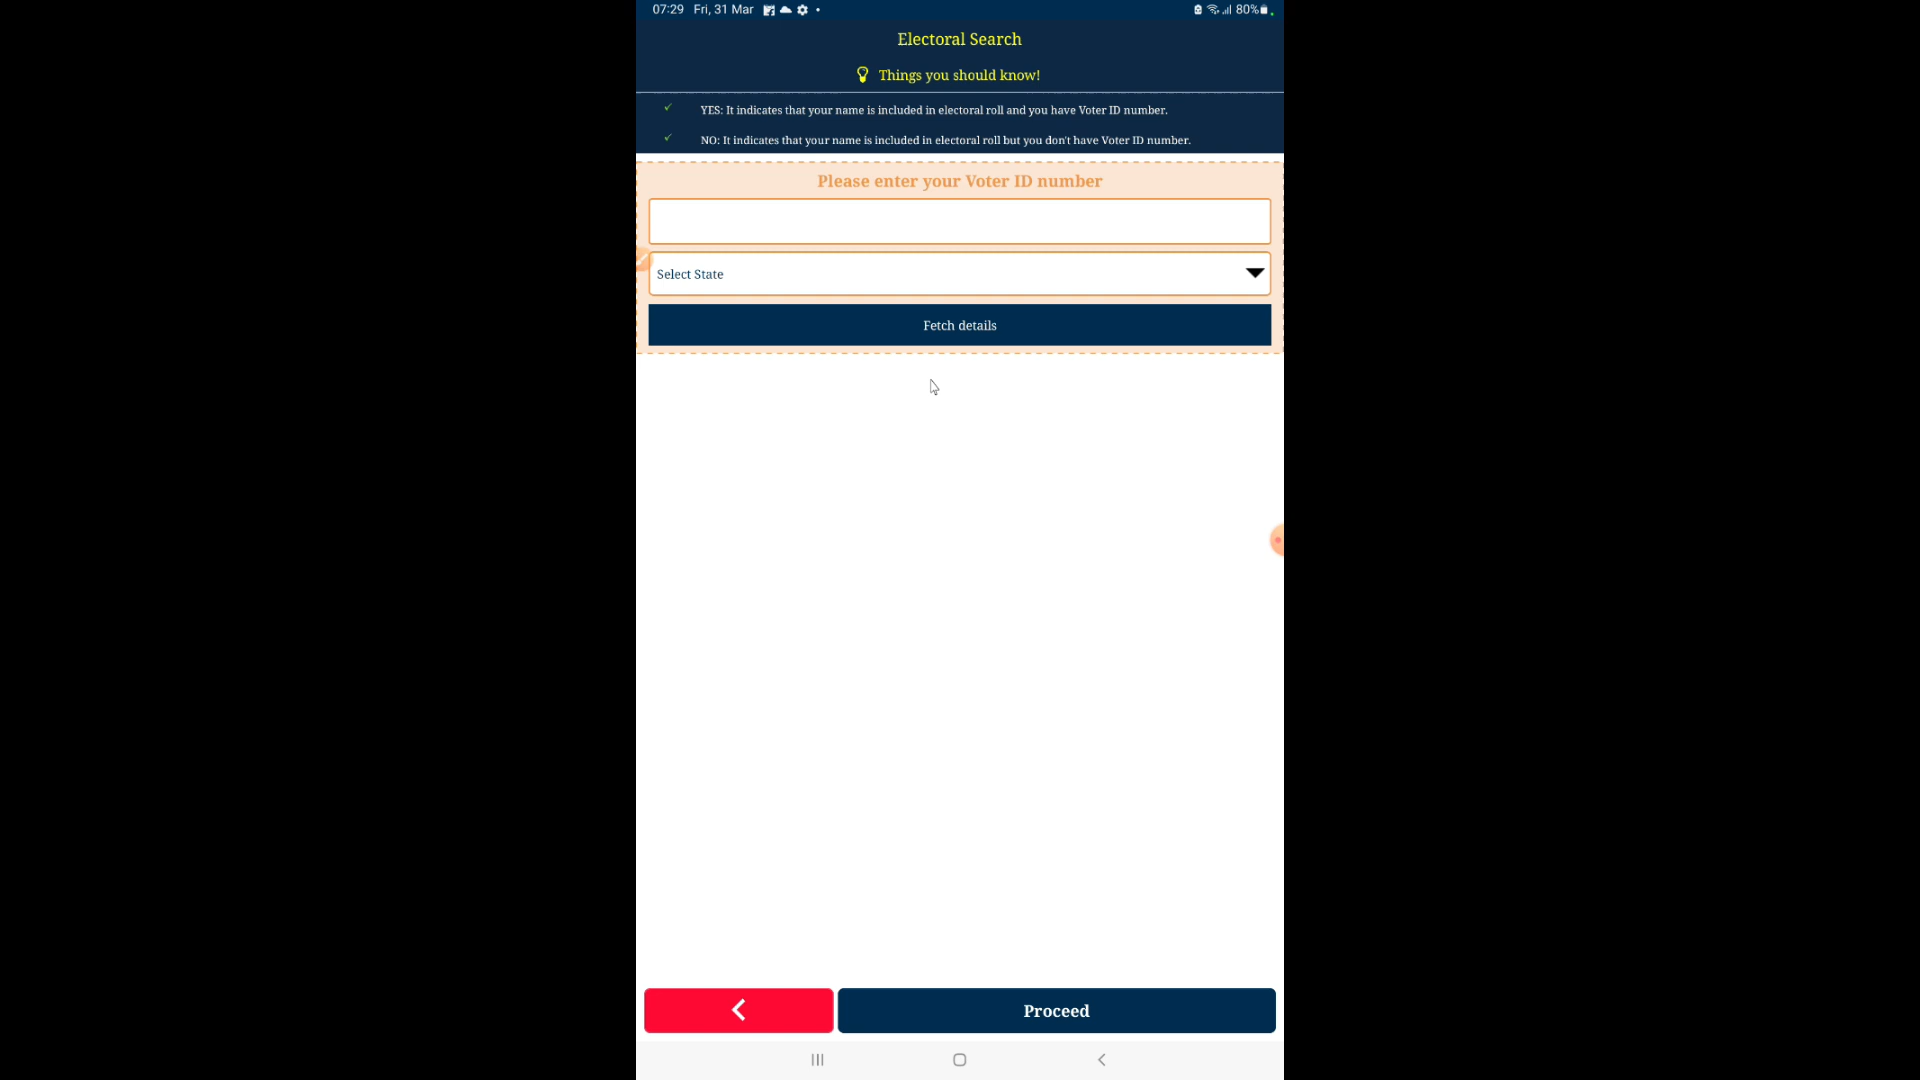 07:29 Fri, 31 Mar
80%
Electoral Search
Things you should know!
YES: It indicates that your name is included in electoral roll and you have Voter ID number.
NO: It indicates that your name is included in electoral roll but you don't have Voter ID number.
Please enter your Voter ID number
Select State
Fetch details
Proceed